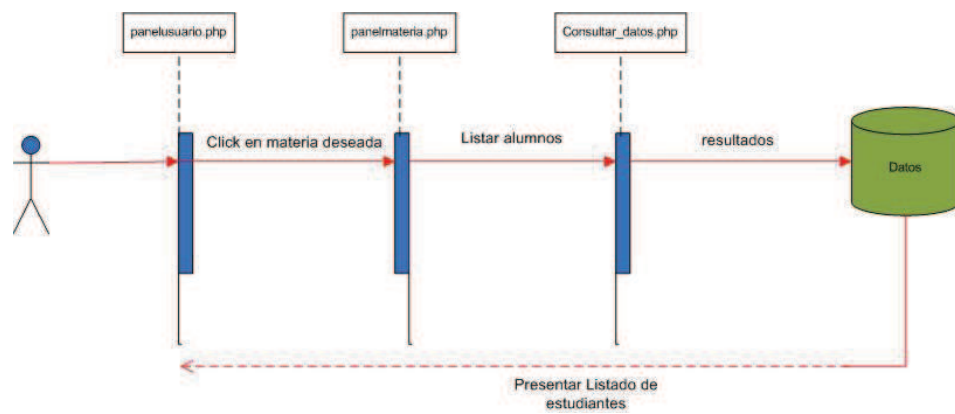 panelusuario.php
panelmateria.php
Consultar_datos.php
Click en materia deseada
Listar alumnos
resultados
Datos
Presentar Listado de
estudiantes